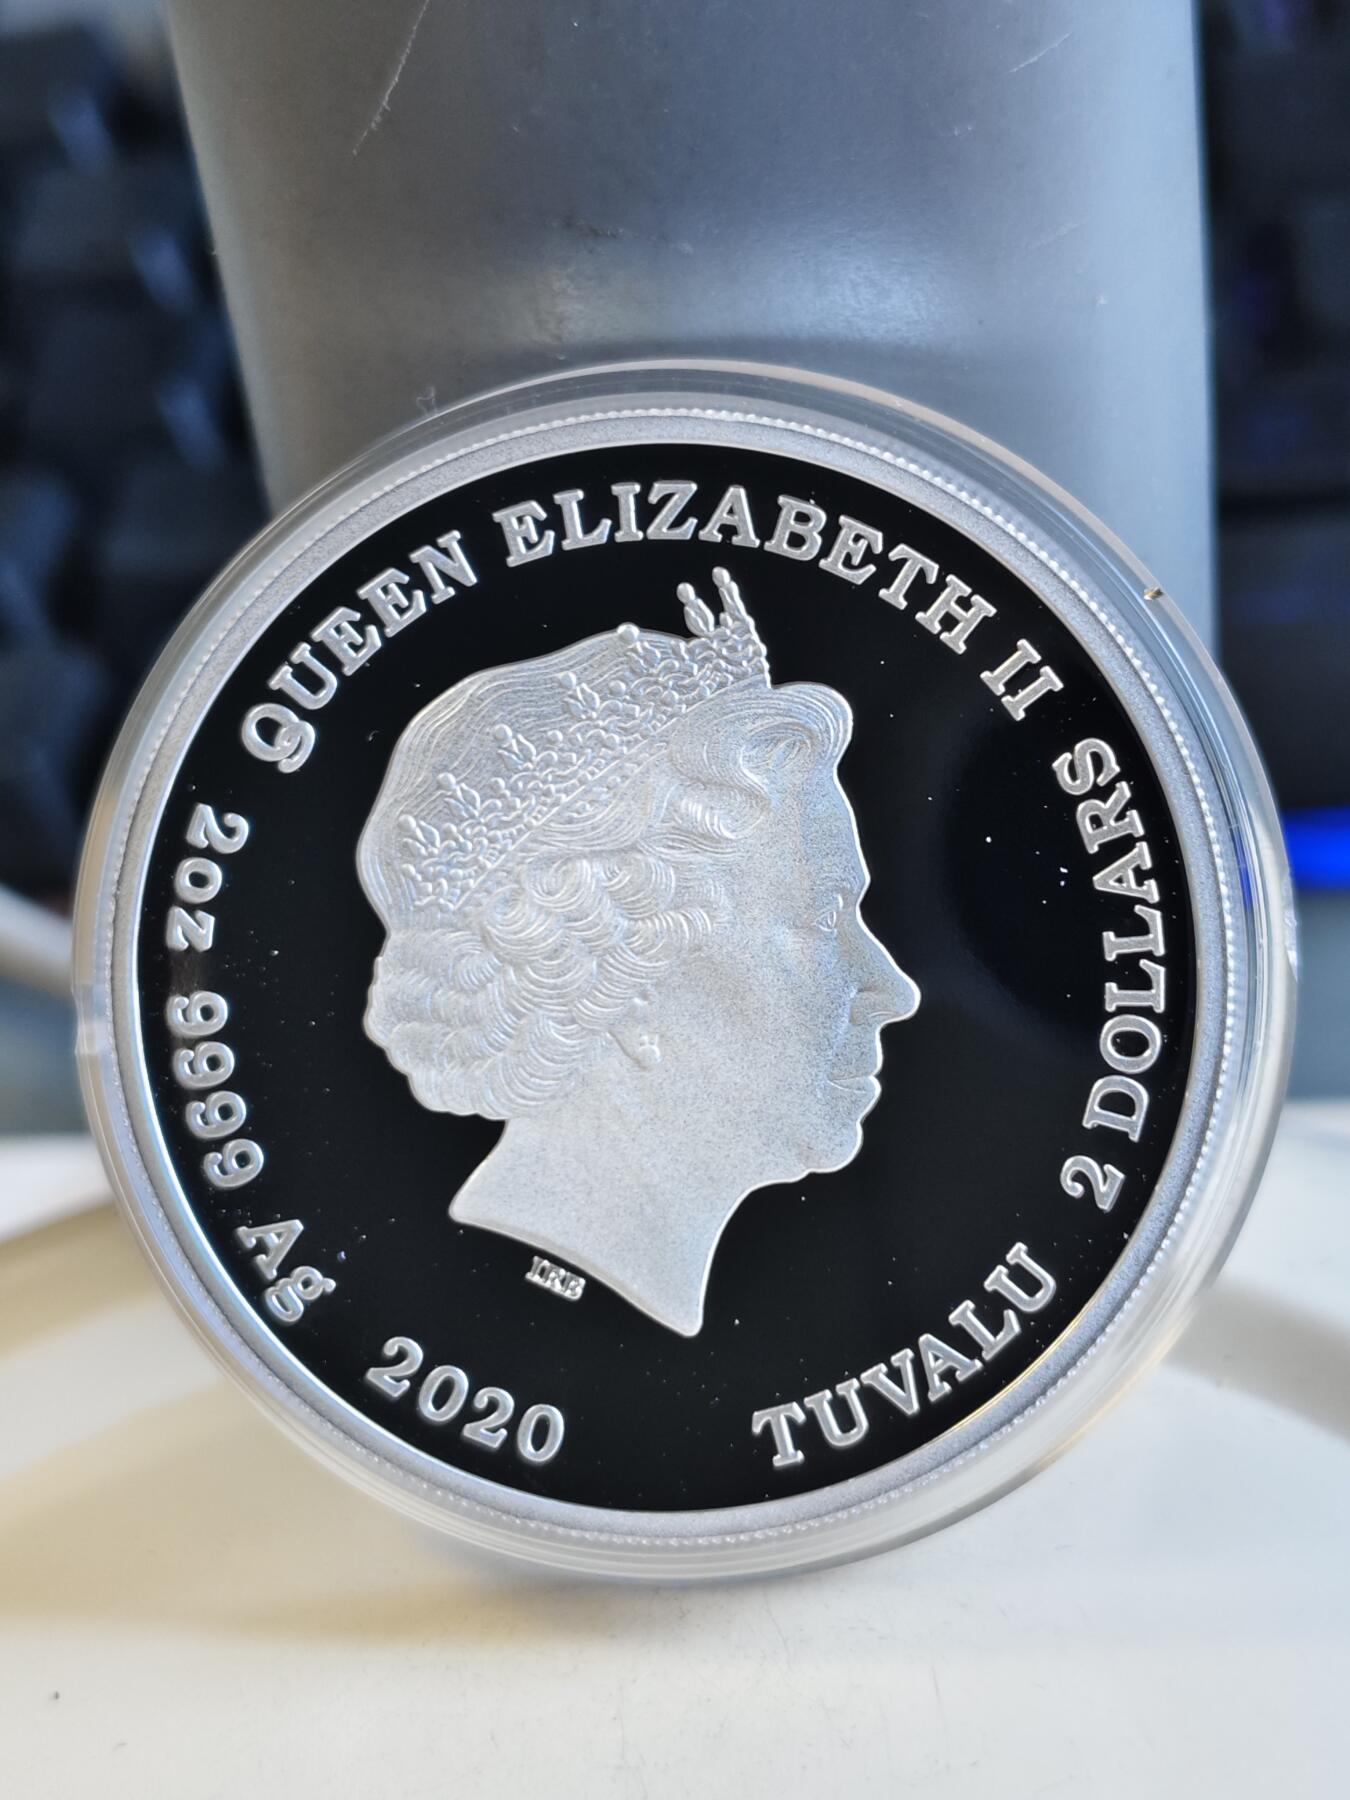 QUEEN ELIZABETH II
2 DOLLARS
TUVALU
2oz 9999 Ag
2020
IRB